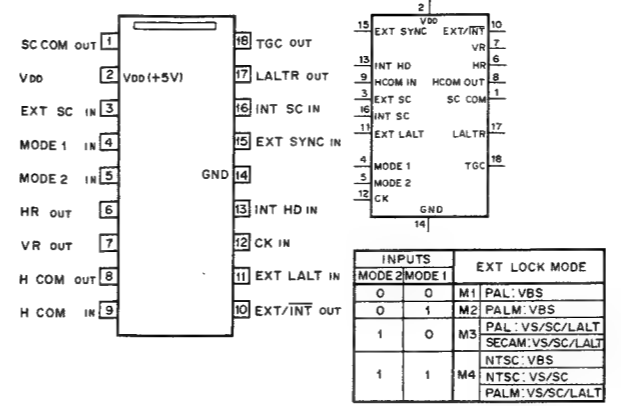 SC COM OUT 1
18 TGC OUT
VDD 2 VDD (+5V)
17 LALTR OUT
EXT SC IN 3
16 INT SC IN
MODE 1 IN 4
15 EXT SYNC IN
MODE 2 IN 5
GND 14
HR OUT 6
13 INT HD IN
VR OUT 7
12 CK IN
H COM OUT 8
11 EXT LALT IN
H COM IN 9
10 EXT/INT OUT
2
VDD
15 EXT SYNC EXT/INT 10
VR 7
13 INT HD HR 6
9 HCOM IN HCOM OUT 8
3 EXT SC SC COM 1
16 INT SC
11 EXT LALT LALTR 17
4 MODE 1 TGC 18
5 MODE 2
12 CK
GND
14
INPUTS EXT LOCK MODE
MODE 2 MODE 1
0 0 M1 PAL:VBS
0 1 M2 PALM:VBS
1 0 M3 PAL:VS/SC/LALT
SECAM:VS/SC/LALT
1 1 M4 NTSC:VBS
NTSC:VS/SC
PALM:VS/SC/LALT